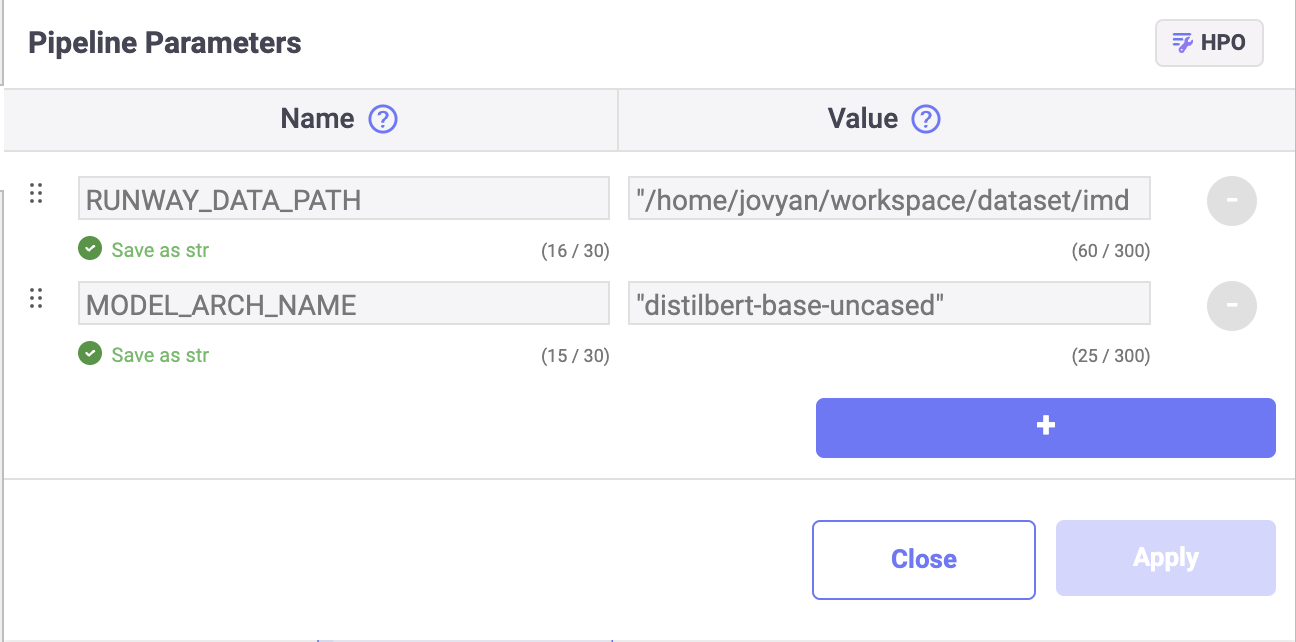 Pipeline Parameters
HPO
Name ?
Value ?
RUNWAY_DATA_PATH
"/home/jovyan/workspace/dataset/imd
-
Save as str
(16 / 30)
(60 / 300)
MODEL_ARCH_NAME
"distilbert-base-uncased"
-
Save as str
(15 / 30)
(25 / 300)
+
Close
Apply